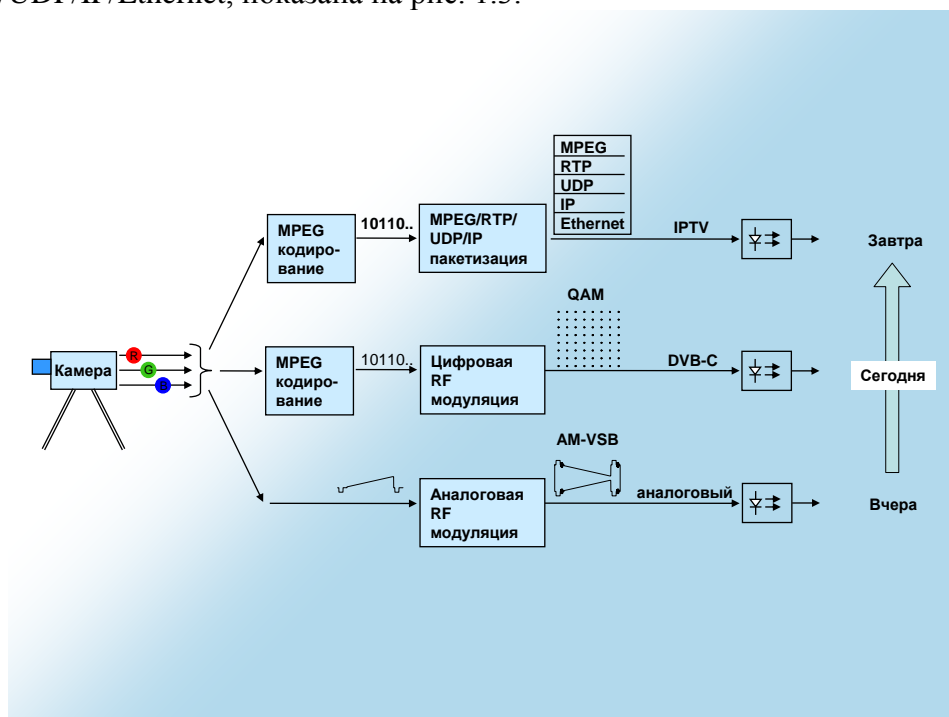 /UDP/IP/Ethernet, показана на рис. 1.3.
MPEG
RTP
UDP
IP
Ethernet
MPEG
кодиро-
вание
10110..
MPEG/RTP/
UDP/IP
пакетизация
IPTV
Завтра
QAM
Камера
R
G
MPEG
кодиро-
вание
10110..
Цифровая
RF
модуляция
DVB-C
Сегодня
AM-VSB
Аналоговая
RF
модуляция
аналоговый
Вчера